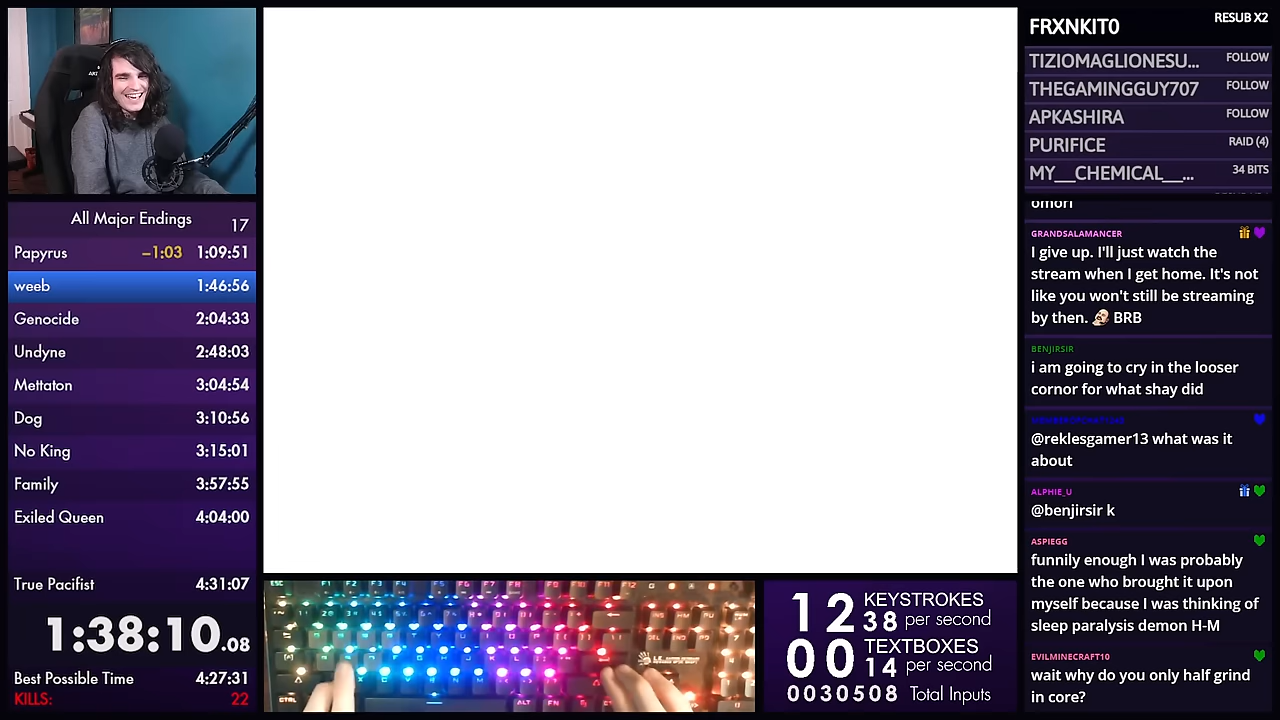 All Major Endings
17
Papyrus −1:03 1:09:51
weeb 1:46:56
Genocide 2:04:33
Undyne 2:48:03
Mettaton 3:04:54
Dog 3:10:56
No King 3:15:01
Family 3:57:55
Exiled Queen 4:04:00
True Pacifist 4:31:07
1:38:10.08
Best Possible Time 4:27:31
KILLS: 22
12 38 KEYSTROKES per second
00 14 TEXTBOXES per second
0030508 Total Inputs
FRXNKIT0 RESUB X2
TIZIOMAGLIONESU... FOLLOW
THEGAMINGGUY707 FOLLOW
APKASHIRA FOLLOW
PURIFICE RAID (4)
MY__CHEMICAL__... 34 BITS
omori
GRANDSALAMANCER
I give up. I'll just watch the
stream when I get home. It's not
like you won't still be streaming
by then. BRB
BENJIRSIR
i am going to cry in the looser
cornor for what shay did
@reklesgamer13 what was it
about
ALPHIE_U
@benjirsir k
ASPIEGG
funnily enough I was probably
the one who brought it upon
myself because I was thinking of
sleep paralysis demon H-M
EVILMINECRAFT10
wait why do you only half grind
in core?